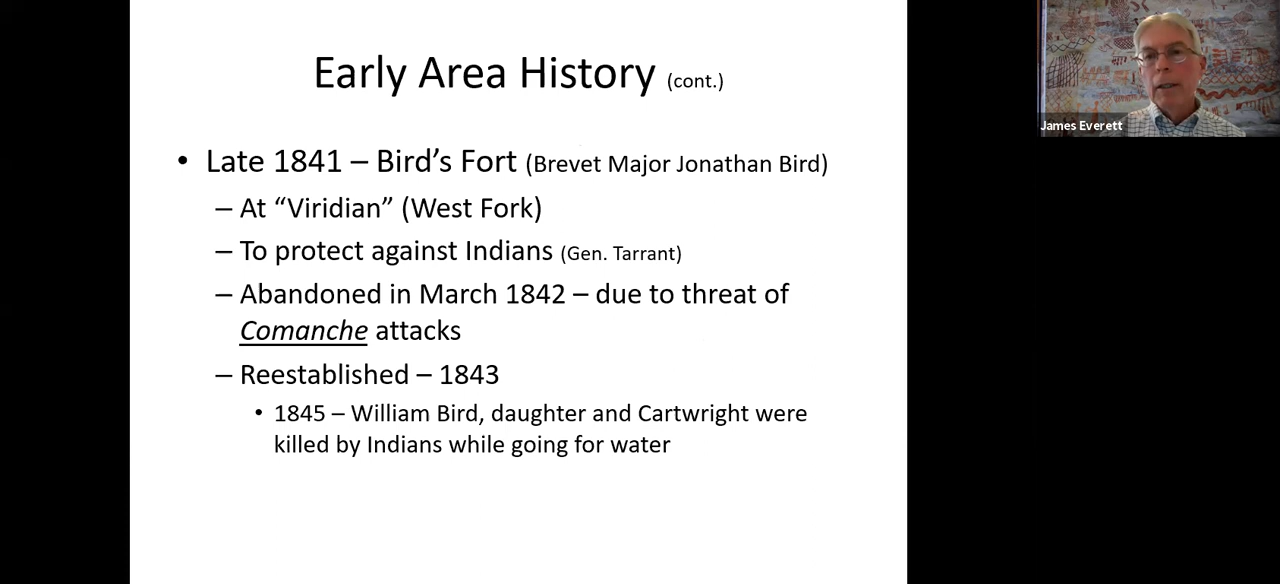 Early Area History (cont.)
• Late 1841 – Bird’s Fort (Brevet Major Jonathan Bird)
– At “Viridian” (West Fork)
– To protect against Indians (Gen. Tarrant)
– Abandoned in March 1842 – due to threat of
Comanche attacks
– Reestablished – 1843
• 1845 – William Bird, daughter and Cartwright were
killed by Indians while going for water
James Everett